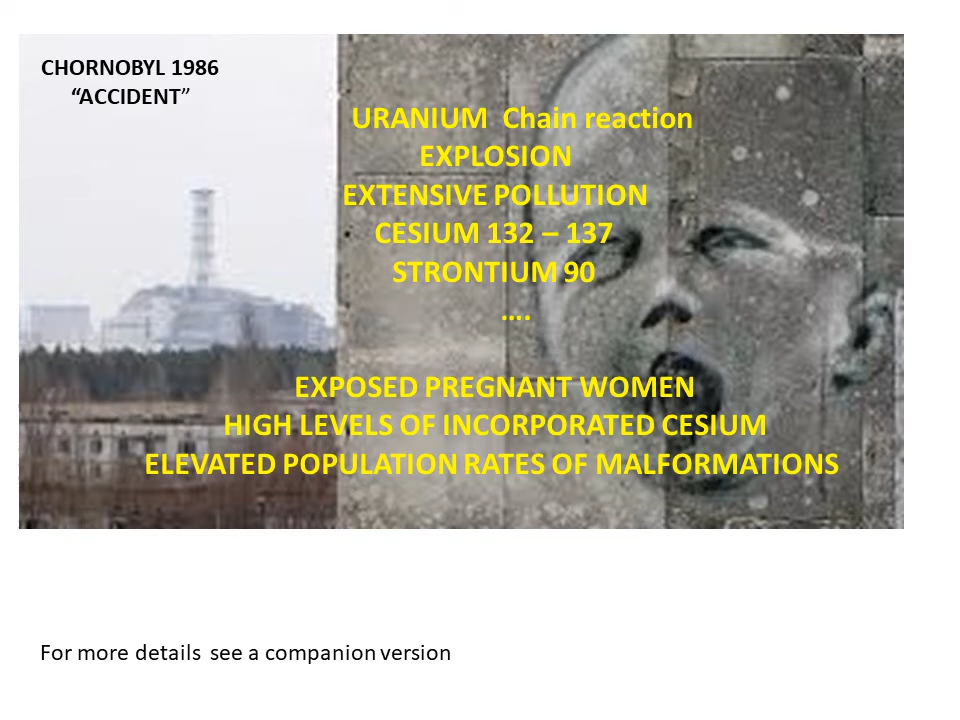 CHORNOBYL 1986
“ACCIDENT”
URANIUM Chain reaction
EXPLOSION
EXTENSIVE POLLUTION
CESIUM 132 – 137
STRONTIUM 90
....
EXPOSED PREGNANT WOMEN
HIGH LEVELS OF INCORPORATED CESIUM
ELEVATED POPULATION RATES OF MALFORMATIONS
For more details see a companion version